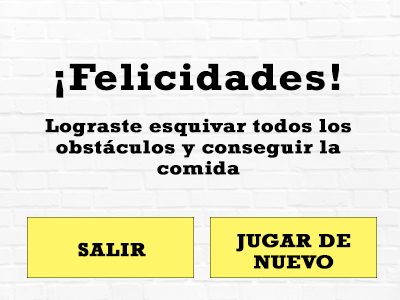 ¡Felicidades!
Lograste esquivar todos los
obstáculos y conseguir la
comida
SALIR
JUGAR DE
NUEVO